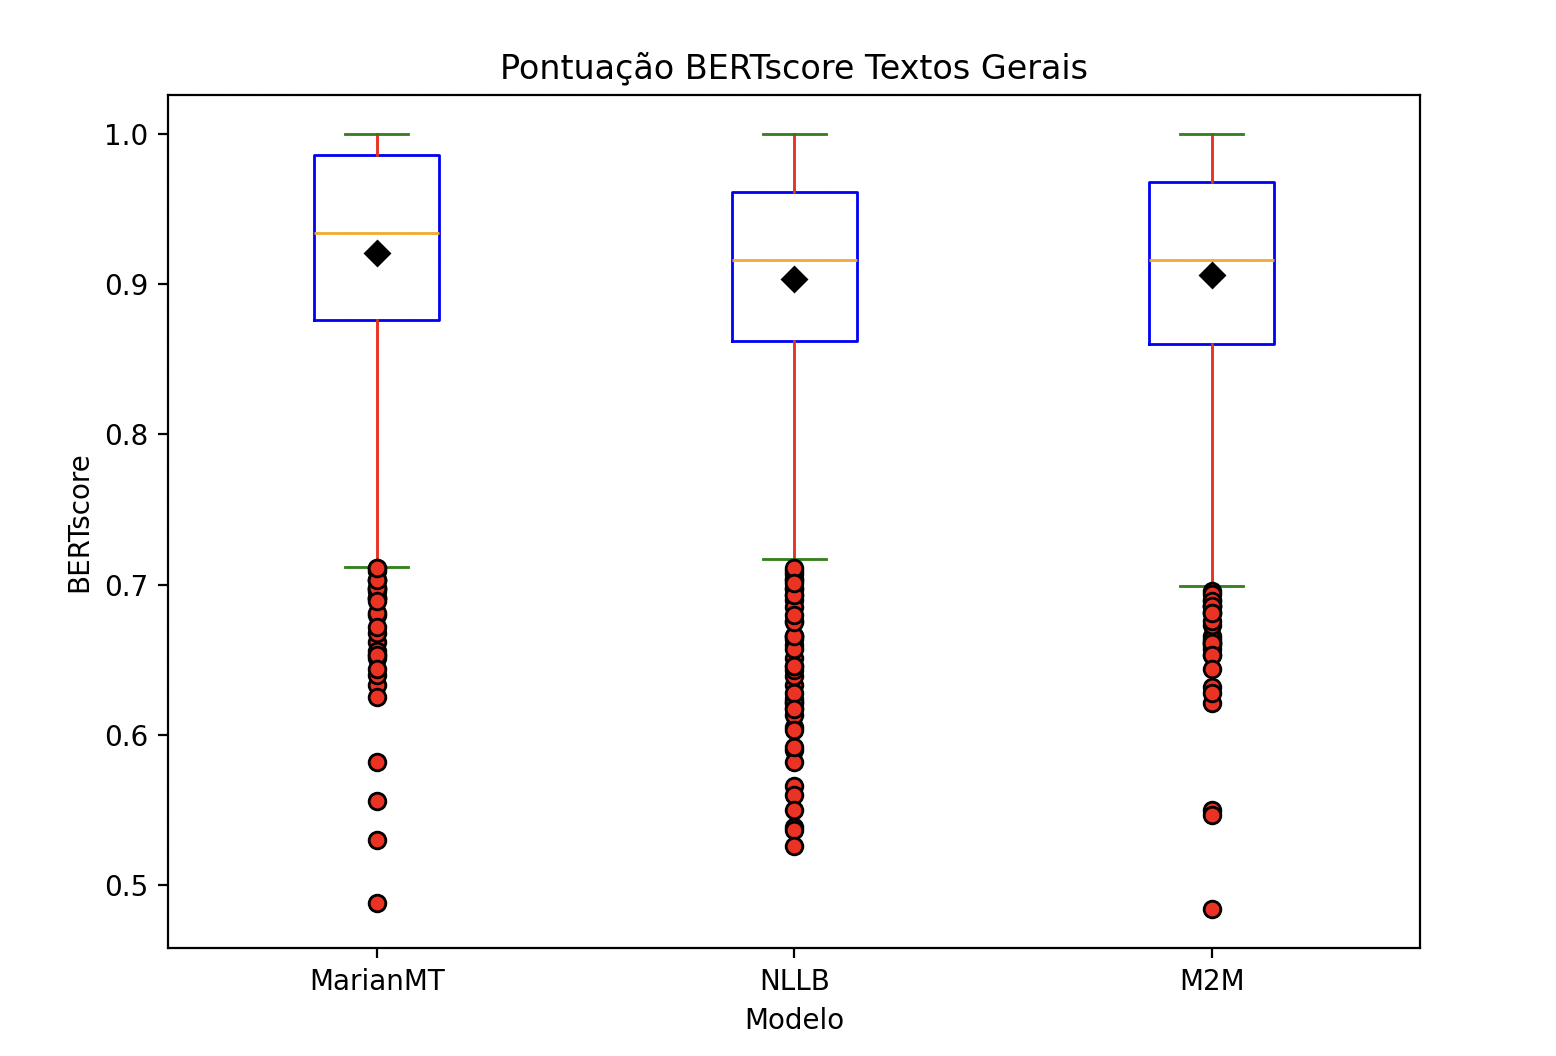 Pontuação BERTscore Textos Gerais
1.0
0.9
0.8
0.7
0.6
0.5
BERTscore
MarianMT
NLLB
M2M
Modelo